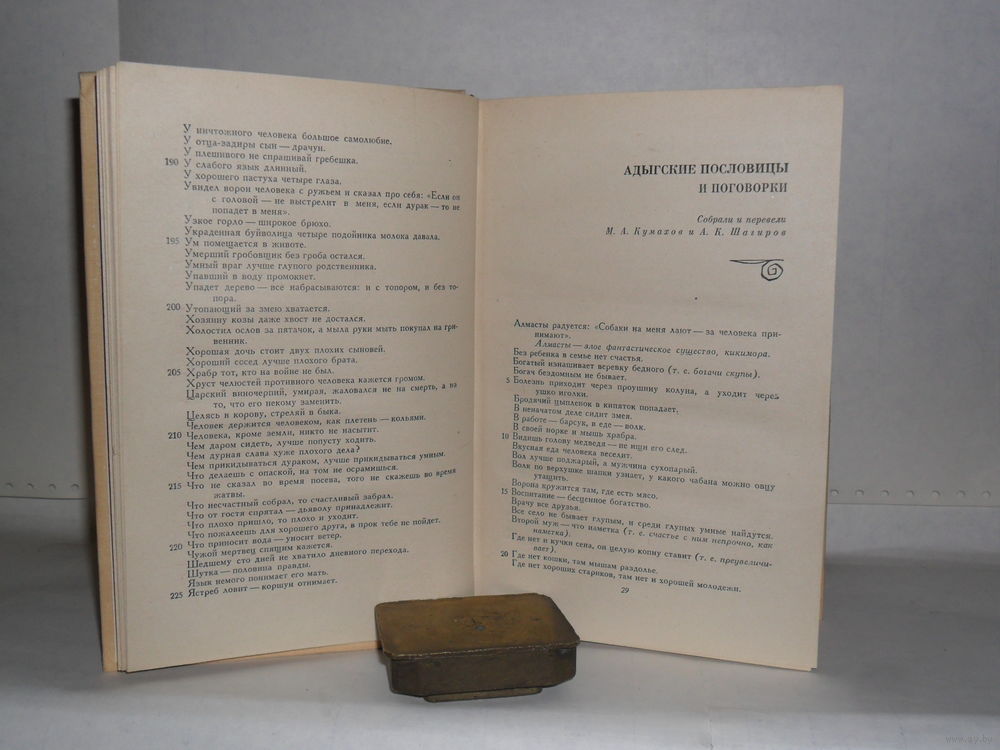 У ничтожного человека большое самолюбие.
У отца-задиры сын — драчун.
У плешивого не спрашивай гребешка.
190 У слабого язык длинный.
У хорошего пастуха четыре глаза.
Увидел ворон человека с ружьем и сказал про себя: «Если он
с головой — не выстрелит в меня, если дурак — то не
попадет в меня».
Узкое горло — широкое брюхо.
Украденная буйволица четыре подойника молока давала.
195 Ум помещается в животе.
Умерший гробовщик без гроба остался.
Умный враг лучше глупого родственника.
Упавший в воду промокнет.
Упадет дерево — все набрасываются: и с топором, и без то-
пора.
200 Утопающий за змею хватается.
Хозяину козы даже хвост не достался.
Холостил ослов за пятачок, а мыла руки мыть покупал на гри-
венник.
Хорошая дочь стоит двух плохих сыновей.
Хороший сосед лучше плохого брата.
205 Храбр тот, кто на войне не был.
Хруст челюстей противного человека кажется громом.
Царский виночерпий, умирая, жаловался не на смерть, а на
то, что его некому заменить.
Целясь в корову, стреляй в быка.
Человек держится человеком, как плетень — кольями.
210 Человека, кроме земли, никто не насытит.
Чем даром сидеть, лучше попусту ходить.
Чем дурная слава хуже плохого дела?
Чем прикидываться дураком, лучше прикидываться умным.
Что делаешь с опаской, на том не осрамишься.
215 Что не сказал во время посева, того не скажешь во время
жатвы.
Что несчастный собрал, то счастливый забрал.
Что от гостя спрятал — дьяволу принадлежит.
Что плохо пришло, то плохо и уходит.
Что пожалеешь для хорошего друга, в прок тебе не пойдет.
220 Что приносит вода — уносит ветер.
Чужой мертвец спящим кажется.
Шедшему сто дней не хватило дневного перехода.
Шутка — половина правды.
Язык немого понимает его мать.
225 Ястреб ловит — коршун отнимает.
АДЫГСКИЕ ПОСЛОВИЦЫ
И ПОГОВОРКИ
Собрали и перевели
М. А. Кумахов и А. К. Шагиров
Алмасты радуется: «Собаки на меня лают — за человека при-
нимают».
Алмасты — злое фантастическое существо, кикимора.
Без ребенка в семье нет счастья.
Богатый изнашивает веревку бедного (т. е. богачи скупы).
Богач бездомным не бывает.
5 Болезнь приходит через проушину колуна, а уходит через
ушко иголки.
Бродячий цыпленок в кипяток попадает.
В неначатом деле сидит змея.
В работе — барсук, в еде — волк.
В своей норке и мышь храбра.
10 Видишь голову медведя — не ищи его след.
Вкусная еда человека веселит.
Вол лучше поджарый, а мужчина сухопарый.
Волк по верхушке шапки узнает, у какого чабана можно овцу
утащить.
Ворона кружится там, где есть мясо.
15 Воспитание — бесценное богатство.
Врачу все друзья.
Все село не бывает глупым, и среди глупых умные найдутся.
Второй муж — что наметка (т. е. счастье с ним непрочно, как
наметка).
Где нет и кучки сена, он целую копну ставит (т. е. преувеличи-
вает).
20 Где нет кошки, там мышам раздолье.
Где нет хороших стариков, там нет и хорошей молодежи.
29
www.ay.by